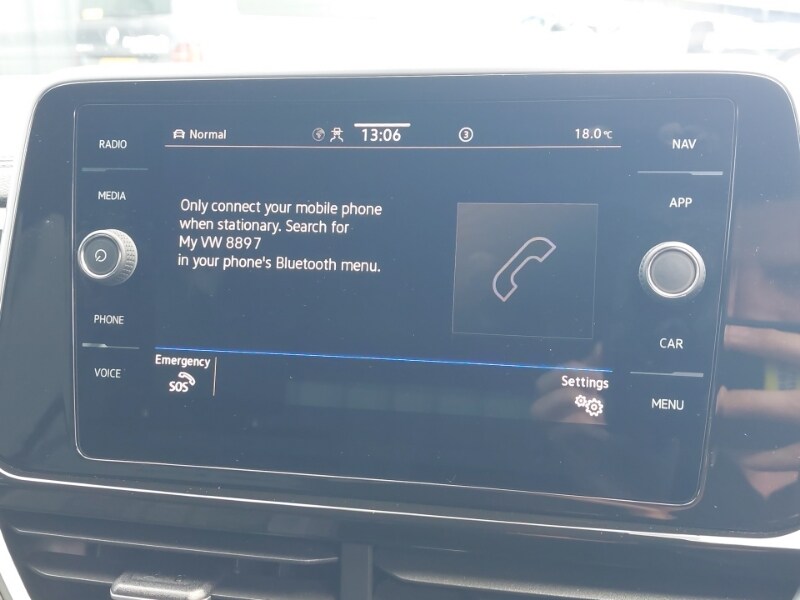 RADIO
MEDIA
PHONE
VOICE
Normal
13:06
3
18.0°C
Only connect your mobile phone
when stationary. Search for
My VW 8897
in your phone's Bluetooth menu.
Emergency
SOS
Settings
NAV
APP
CAR
MENU